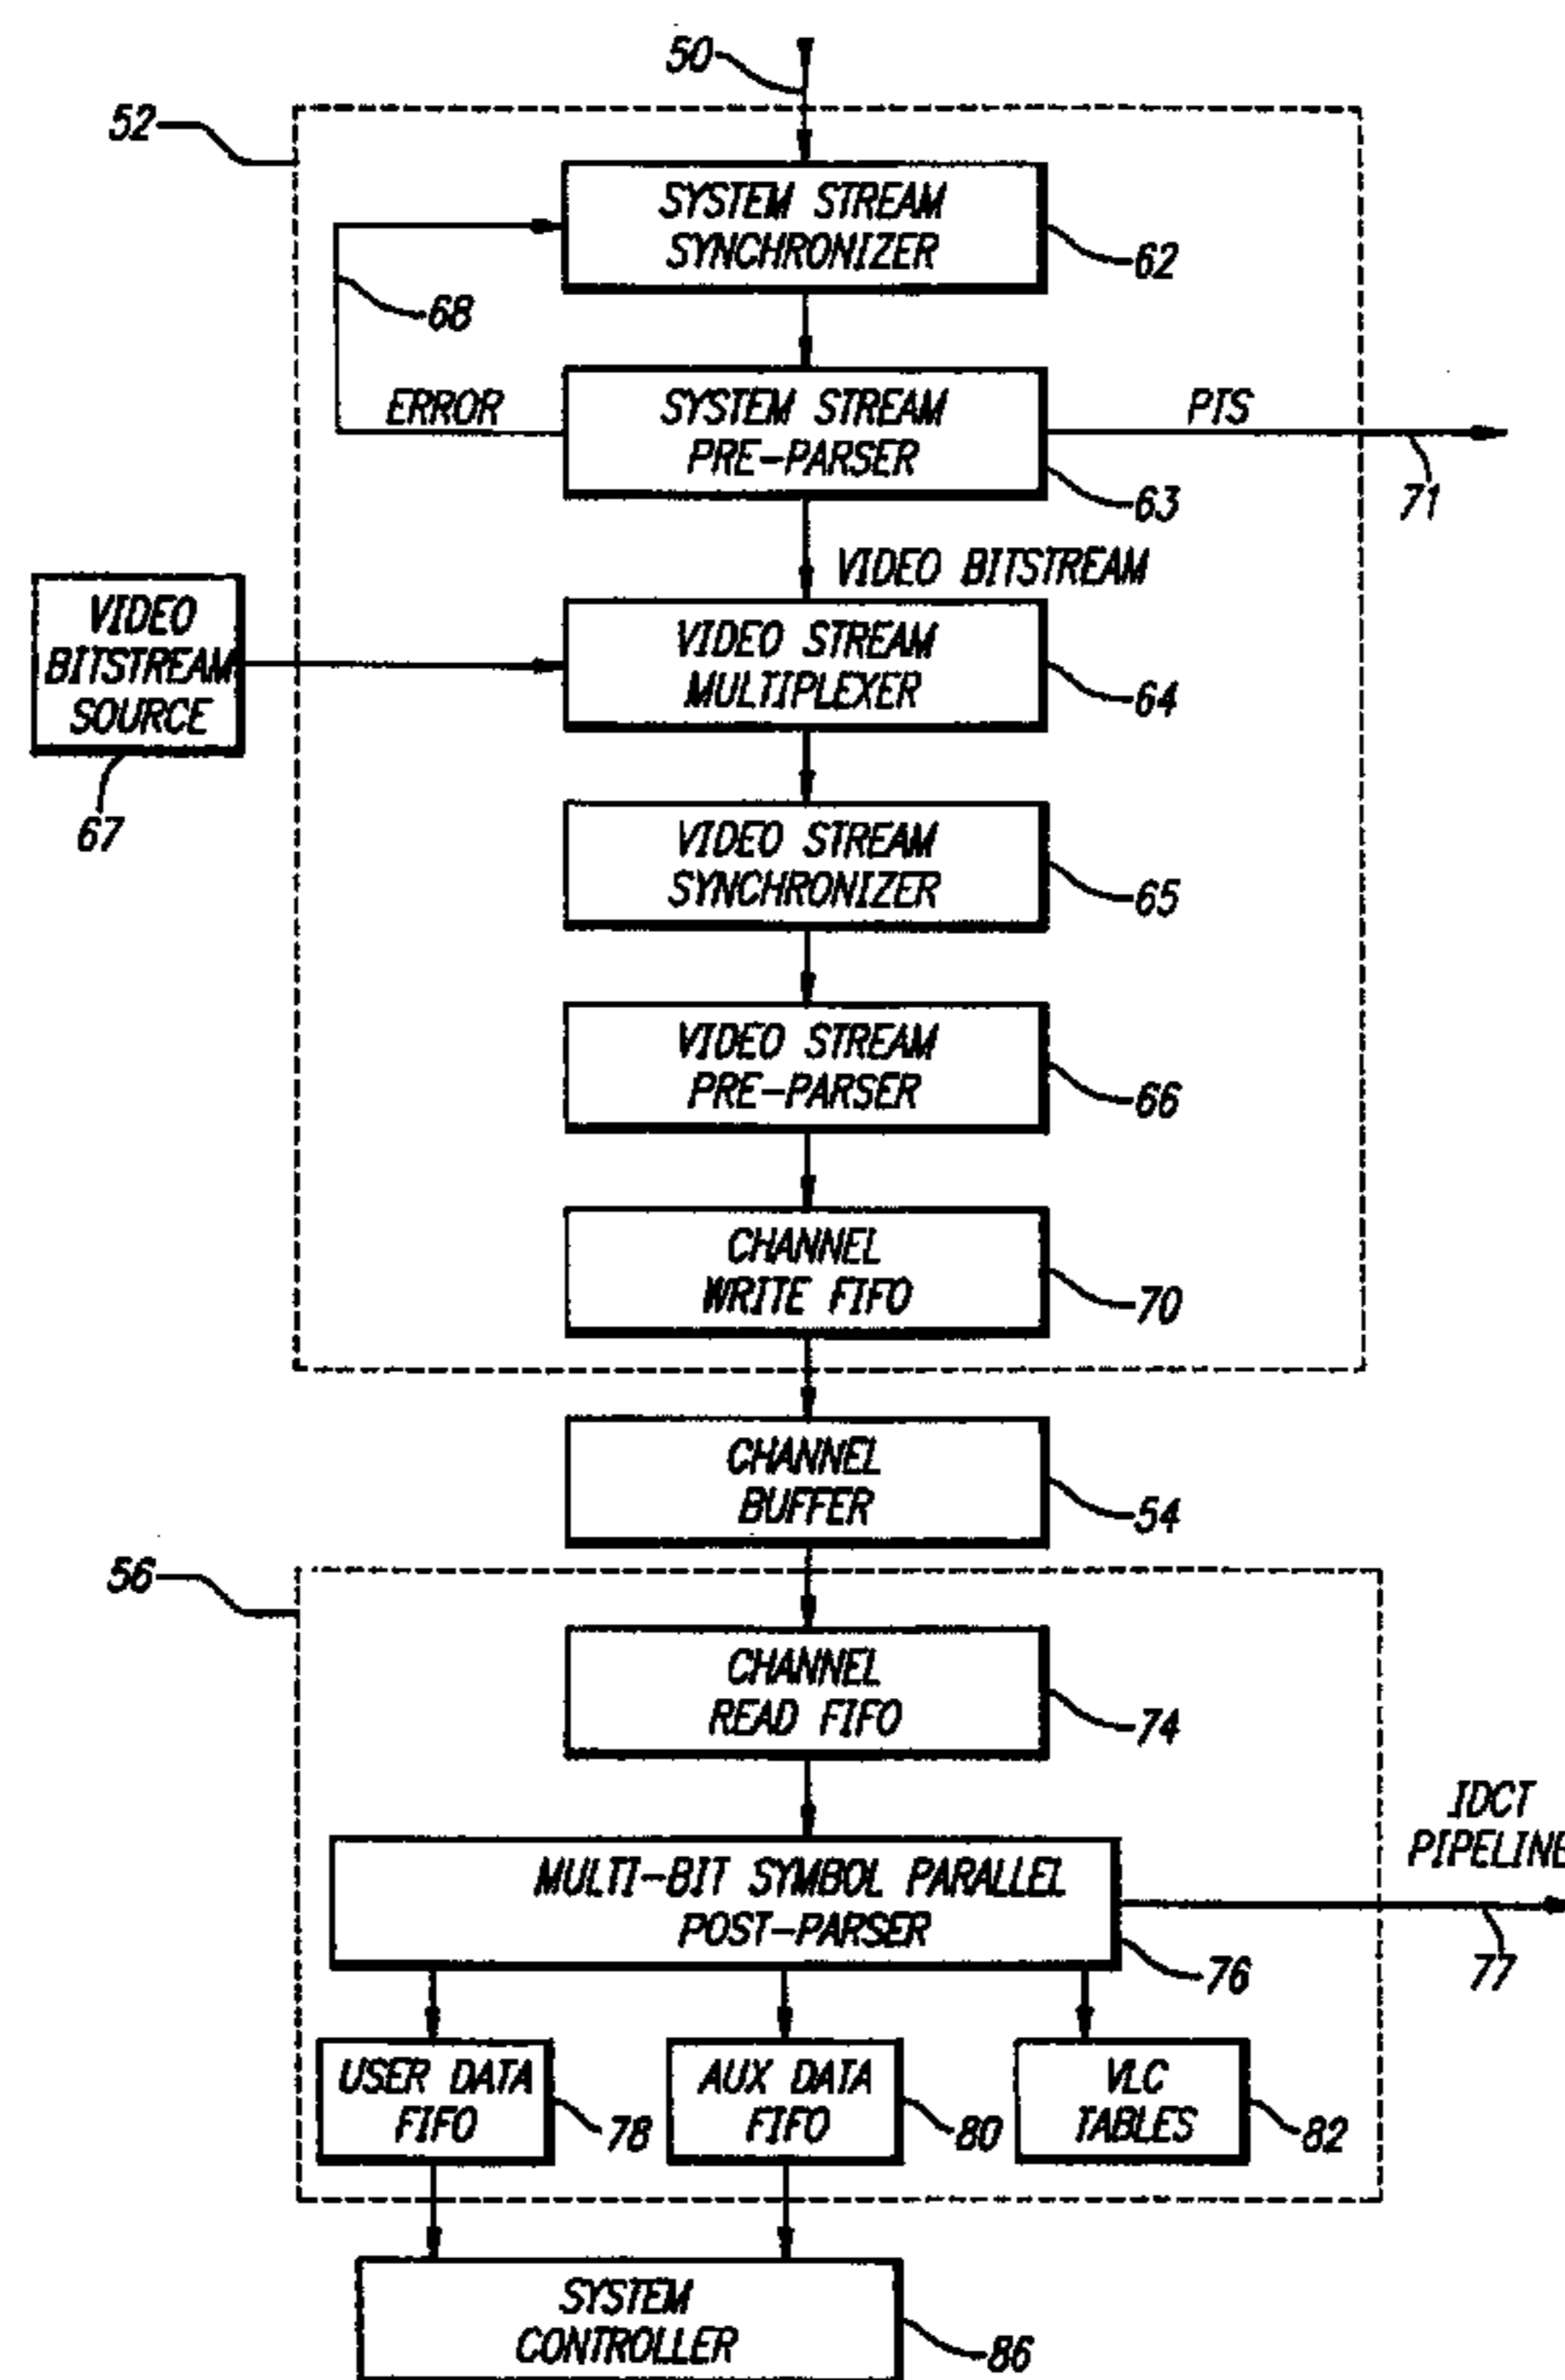 50
52
SYSTEM STREAM
SYNCHRONIZER
62
68
ERROR
SYSTEM STREAM
PRE-PARSER
63
PTS
71
VIDEO BITSTREAM
VIDEO
BITSTREAM
SOURCE
67
VIDEO STREAM
MULTIPLEXER
64
VIDEO STREAM
SYNCHRONIZER
65
VIDEO STREAM
PRE-PARSER
66
CHANNEL
WRITE FIFO
70
CHANNEL
BUFFER
54
56
CHANNEL
READ FIFO
74
IDCT
PIPELINE
77
MULTI-BIT SYMBOL PARALLEL
POST-PARSER
76
USER DATA
FIFO
78
AUX DATA
FIFO
80
VLC
TABLES
82
SYSTEM
CONTROLLER
86